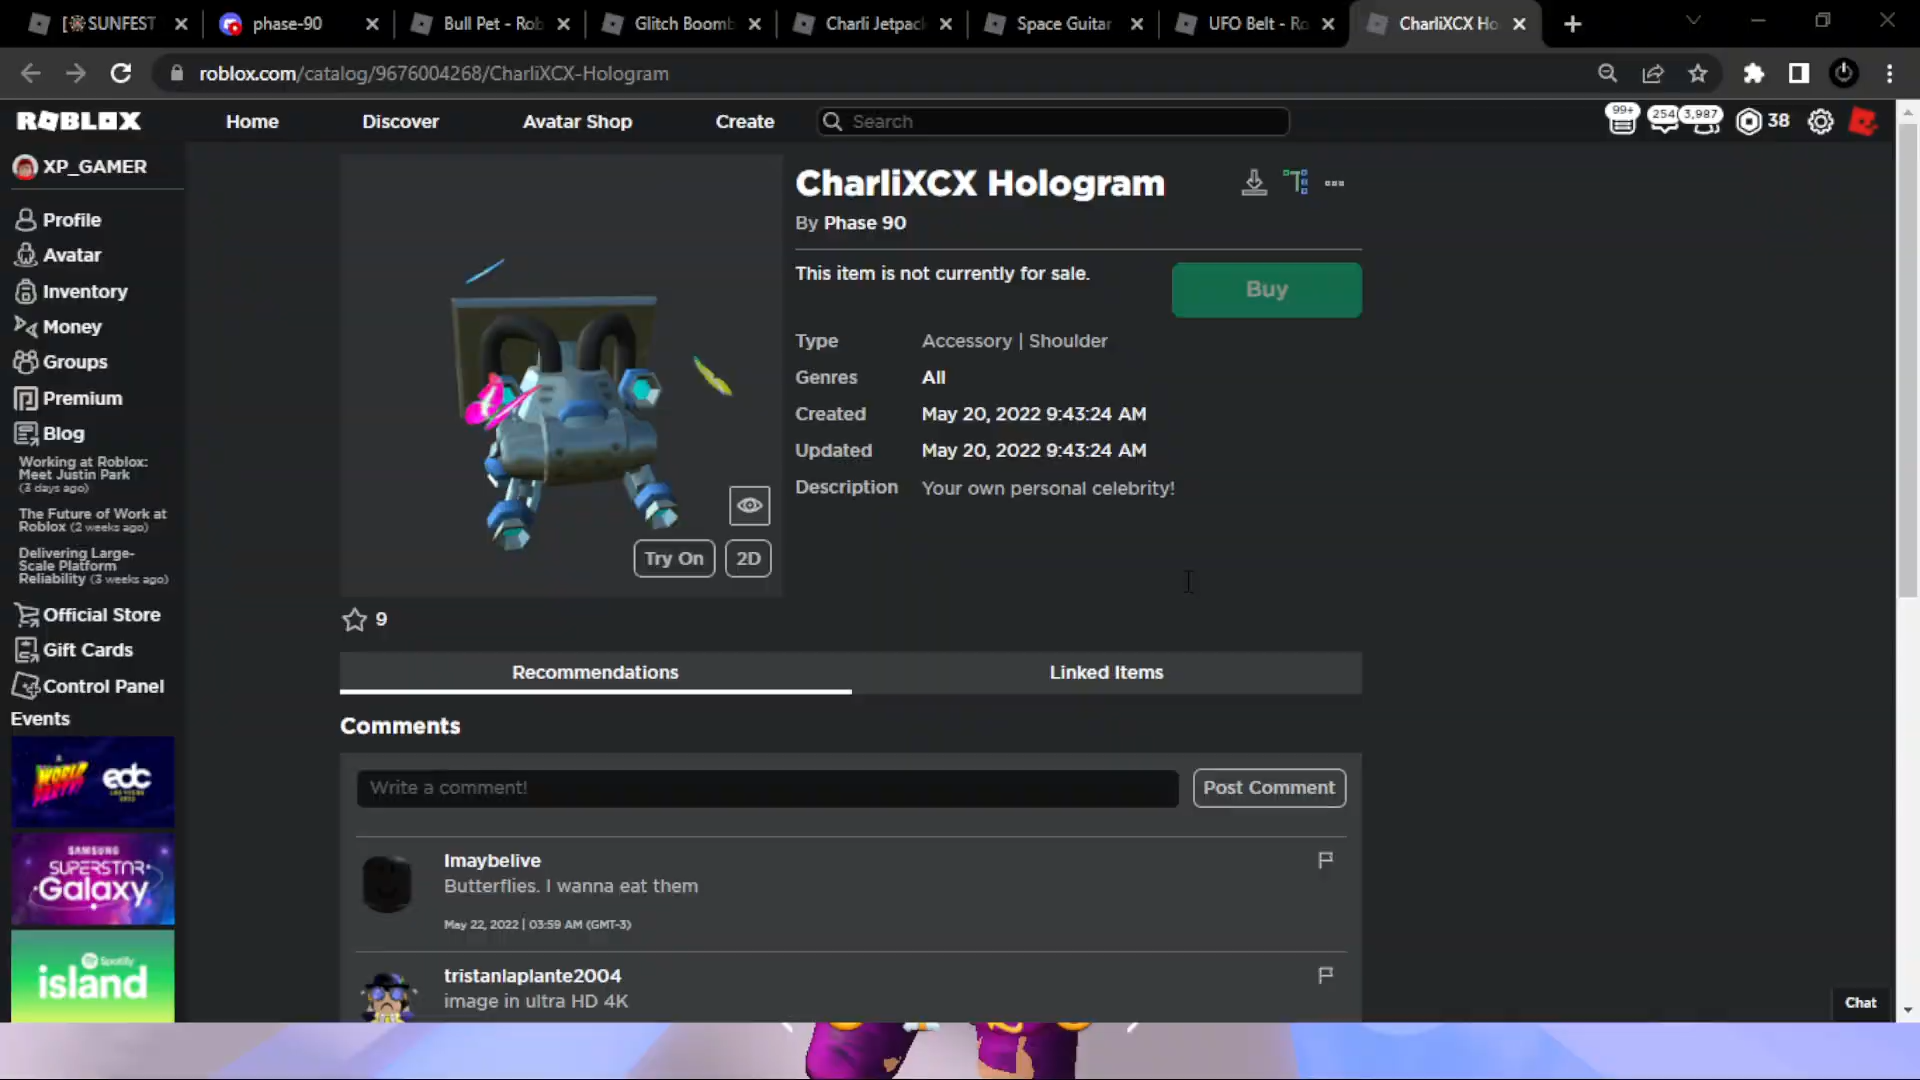 [🔆SUNFEST
phase-90
Bull Pet - Rob
Glitch Boomb
Charli Jetpac
Space Guitar
UFO Belt - Ro
CharliXCX Ho
roblox.com/catalog/9676004268/CharliXCX-Hologram
ROBLOX
Home
Discover
Avatar Shop
Create
Search
99+
254
3,987
38
XP_GAMER
Profile
Avatar
Inventory
Money
Groups
Premium
Blog
Working at Roblox:
Meet Justin Park
(3 days ago)
The Future of Work at
Roblox (2 weeks ago)
Delivering Large-
Scale Platform
Reliability (3 weeks ago)
Official Store
Gift Cards
Control Panel
Events
WORLD
PARTY
edc
SAMSUNG
SUPERSTAR
Galaxy
Spotify
island
Try On
2D
9
CharliXCX Hologram
By Phase 90
This item is not currently for sale.
Buy
Type Accessory | Shoulder
Genres All
Created May 20, 2022 9:43:24 AM
Updated May 20, 2022 9:43:24 AM
Description Your own personal celebrity!
Recommendations
Linked Items
Comments
Write a comment!
Post Comment
Imaybelive
Butterflies. I wanna eat them
May 22, 2022 | 03:59 AM (GMT-3)
tristanlaplante2004
image in ultra HD 4K
Chat